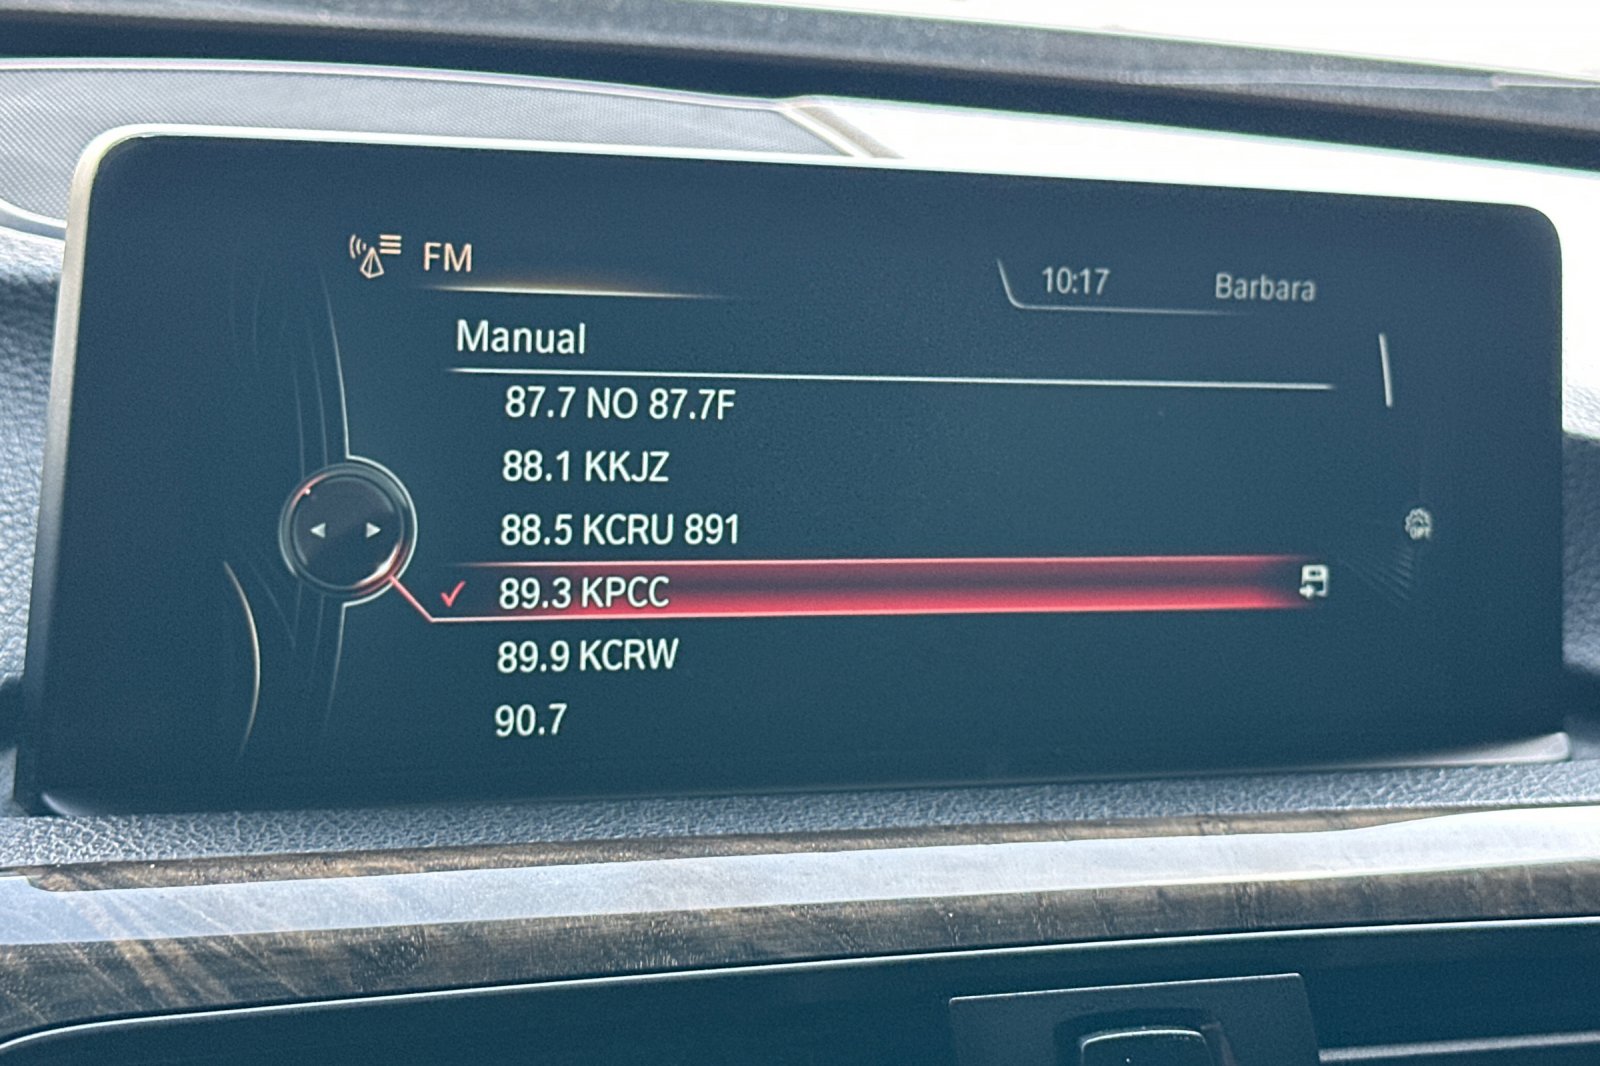 FM
10:17 Barbara
Manual
87.7 NO 87.7F
88.1 KKJZ
88.5 KCRU 891
✓ 89.3 KPCC
89.9 KCRW
90.7
OPT